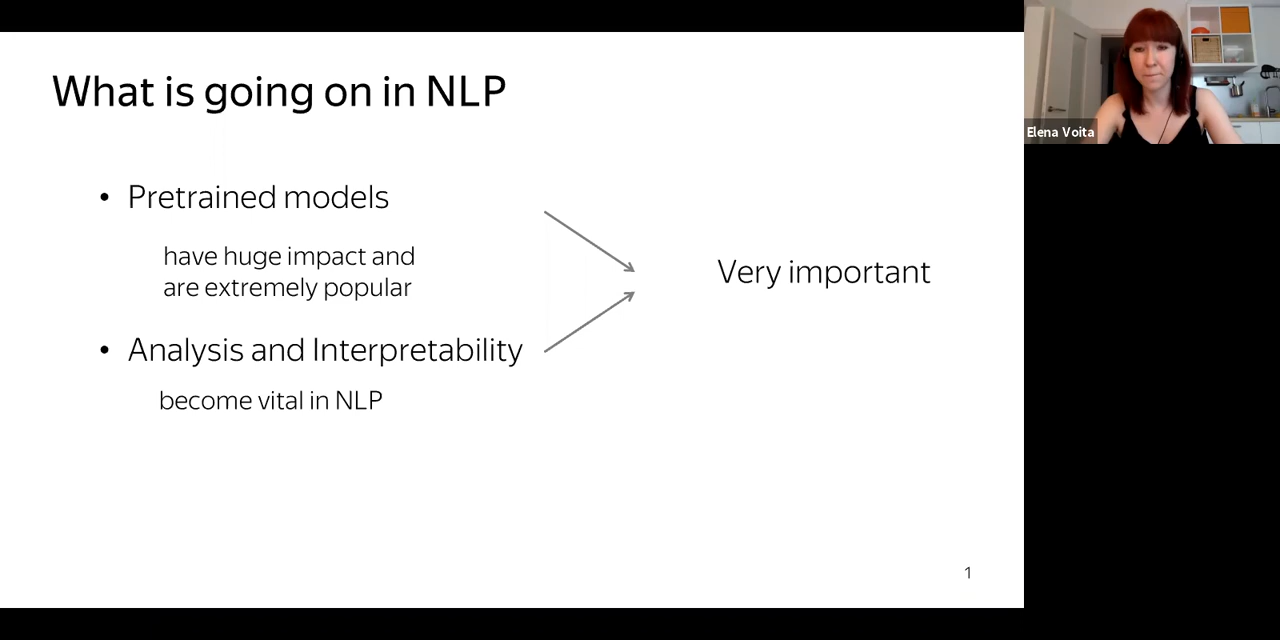 What is going on in NLP
• Pretrained models
have huge impact and
are extremely popular
• Analysis and Interpretability
become vital in NLP
Very important
1
Elena Voita